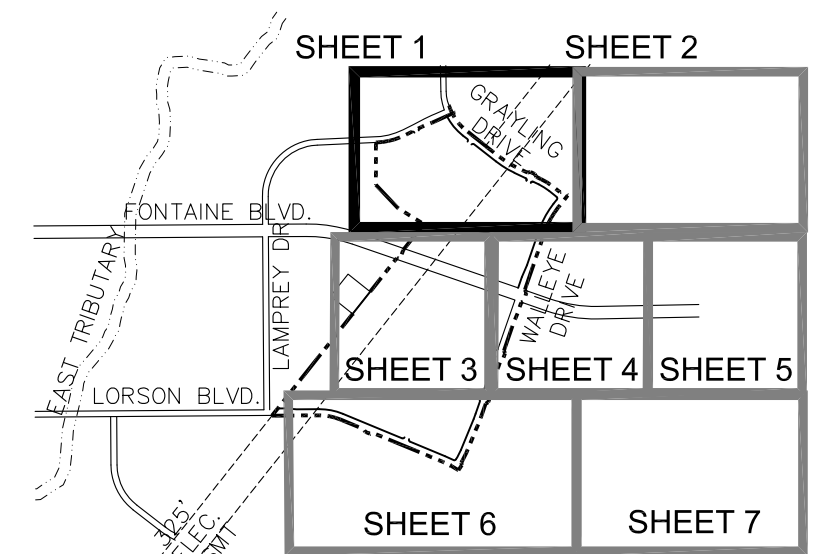 SHEET 1
SHEET 2
GRAYLING
DRIVE
FONTAINE BLVD.
EAST TRIBUTARY
LAMPREY DR
WALLEYE
DRIVE
SHEET 3
SHEET 4
SHEET 5
LORSON BLVD.
SHEET 6
SHEET 7
325'
ELEC.